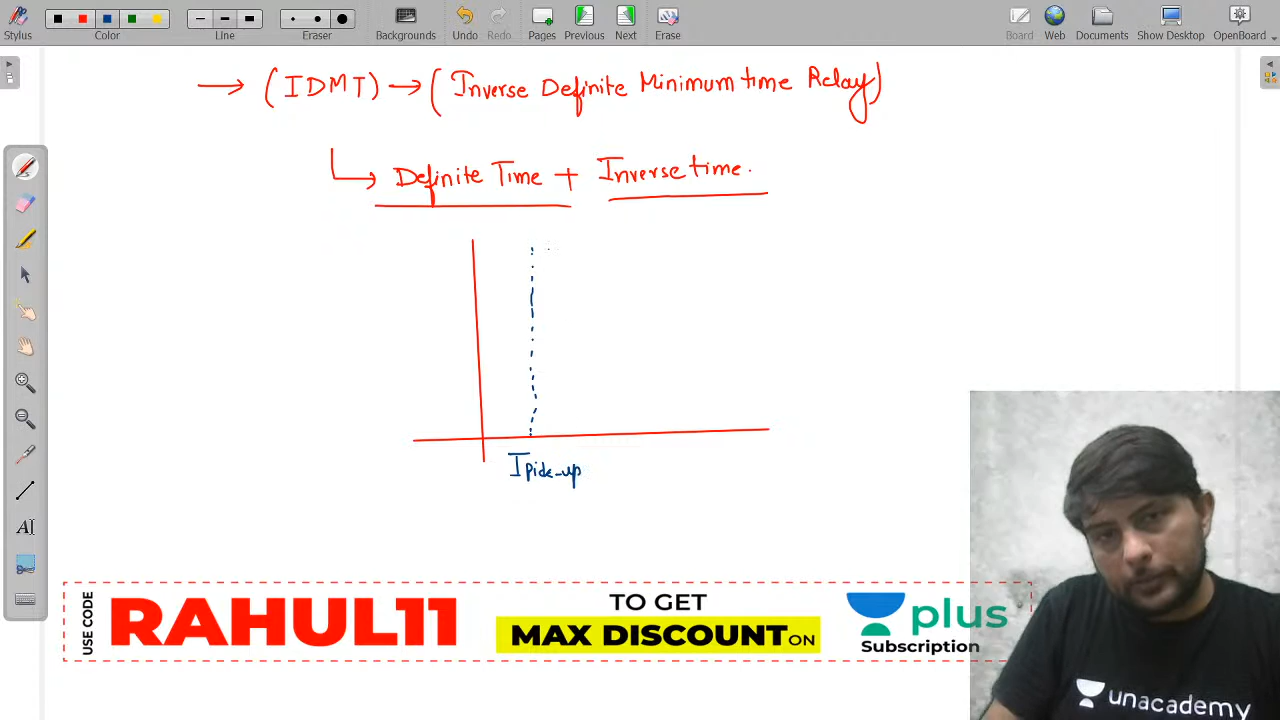 Stylus
Color
Line
Eraser
Backgrounds
Undo
Redo
Pages
Previous
Next
Erase
Board
Web
Documents
Show Desktop
OpenBoard
→ (IDMT) → (Inverse Definite Minimum time Relay)
↳ Definite Time + Inverse time.
I pick-up
USE CODE
RAHUL11
TO GET
MAX DISCOUNT ON
plus
Subscription
unacademy